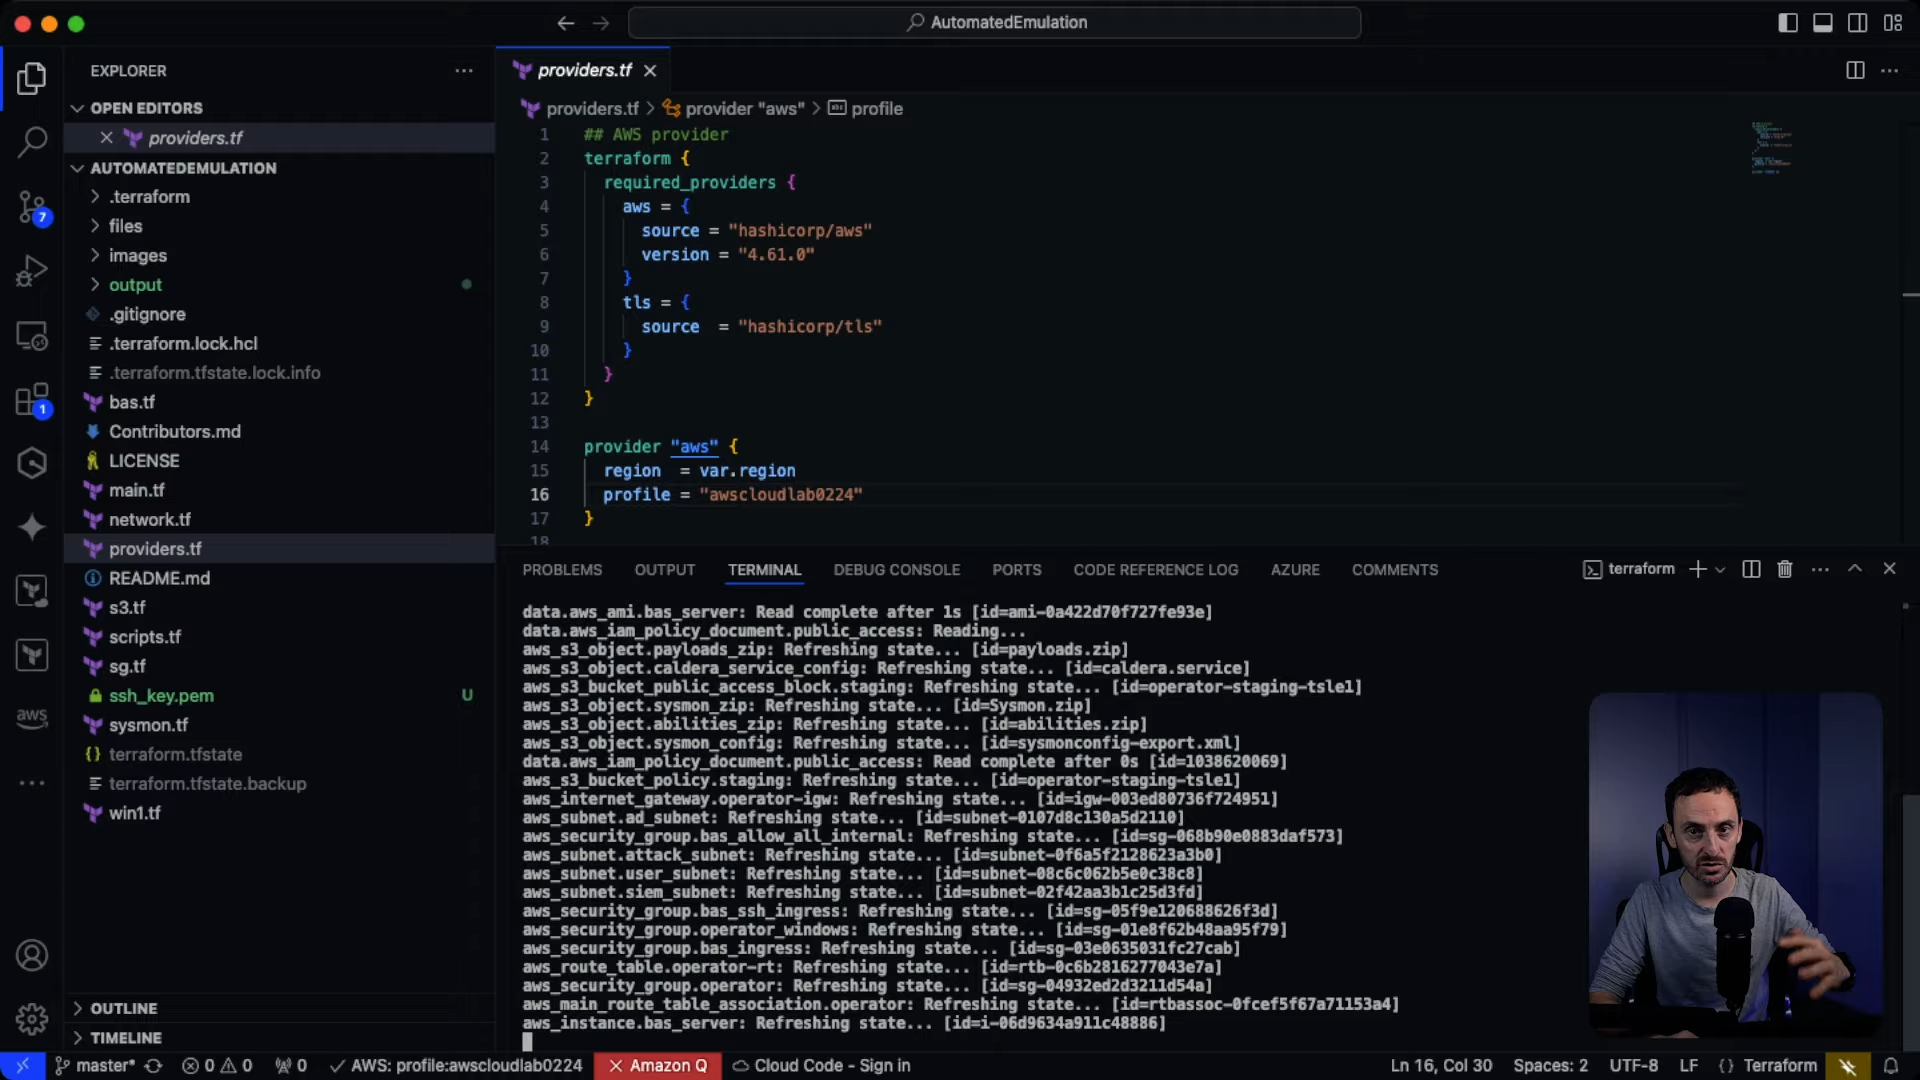 AutomatedEmulation
EXPLORER
OPEN EDITORS
providers.tf
AUTOMATEDEMULATION
.terraform
files
images
output
.gitignore
.terraform.lock.hcl
.terraform.tfstate.lock.info
bas.tf
Contributors.md
LICENSE
main.tf
network.tf
providers.tf
README.md
s3.tf
scripts.tf
sg.tf
ssh_key.pem U
sysmon.tf
terraform.tfstate
terraform.tfstate.backup
win1.tf
OUTLINE
TIMELINE
7
1
aws
providers.tf
providers.tf > provider "aws" > profile
1 ## AWS provider
2 terraform {
3 required_providers {
4 aws = {
5 source = "hashicorp/aws"
6 version = "4.61.0"
7 }
8 tls = {
9 source  = "hashicorp/tls"
10 }
11 }
12 }
13
14 provider "aws" {
15 region  = var.region
16 profile = "awscloudlab0224"
17 }
18
PROBLEMS OUTPUT TERMINAL DEBUG CONSOLE PORTS CODE REFERENCE LOG AZURE COMMENTS terraform
data.aws_ami.bas_server: Read complete after 1s [id=ami-0a422d70f727fe93e]
data.aws_iam_policy_document.public_access: Reading...
aws_s3_object.payloads_zip: Refreshing state... [id=payloads.zip]
aws_s3_object.caldera_service_config: Refreshing state... [id=caldera.service]
aws_s3_bucket_public_access_block.staging: Refreshing state... [id=operator-staging-tsle1]
aws_s3_object.sysmon_zip: Refreshing state... [id=Sysmon.zip]
aws_s3_object.abilities_zip: Refreshing state... [id=abilities.zip]
aws_s3_object.sysmon_config: Refreshing state... [id=sysmonconfig-export.xml]
data.aws_iam_policy_document.public_access: Read complete after 0s [id=1038620069]
aws_s3_bucket_policy.staging: Refreshing state... [id=operator-staging-tsle1]
aws_internet_gateway.operator-igw: Refreshing state... [id=igw-003ed80736f724951]
aws_subnet.ad_subnet: Refreshing state... [id=subnet-0107d8c130a5d2110]
aws_security_group.bas_allow_all_internal: Refreshing state... [id=sg-068b90e0883daf573]
aws_subnet.attack_subnet: Refreshing state... [id=subnet-0f6a5f2128623a3b0]
aws_subnet.user_subnet: Refreshing state... [id=subnet-08c6c062b5e0c38c8]
aws_subnet.siem_subnet: Refreshing state... [id=subnet-02f42aa3b1c25d3fd]
aws_security_group.bas_ssh_ingress: Refreshing state... [id=sg-05f9e120688626f3d]
aws_security_group.operator_windows: Refreshing state... [id=sg-01e8f62b48aa95f79]
aws_security_group.bas_ingress: Refreshing state... [id=sg-03e0635031fc27cab]
aws_route_table.operator-rt: Refreshing state... [id=rtb-0c6b2816277043e7a]
aws_security_group.operator: Refreshing state... [id=sg-04932ed2d3211d54a]
aws_main_route_table_association.operator: Refreshing state... [id=rtbassoc-0fcef5f67a71153a4]
aws_instance.bas_server: Refreshing state... [id=i-06d9634a911c48886]
master* 0 0 0 AWS: profile:awscloudlab0224 Amazon Q Cloud Code - Sign in Ln 16, Col 30 Spaces: 2 UTF-8 LF {} Terraform